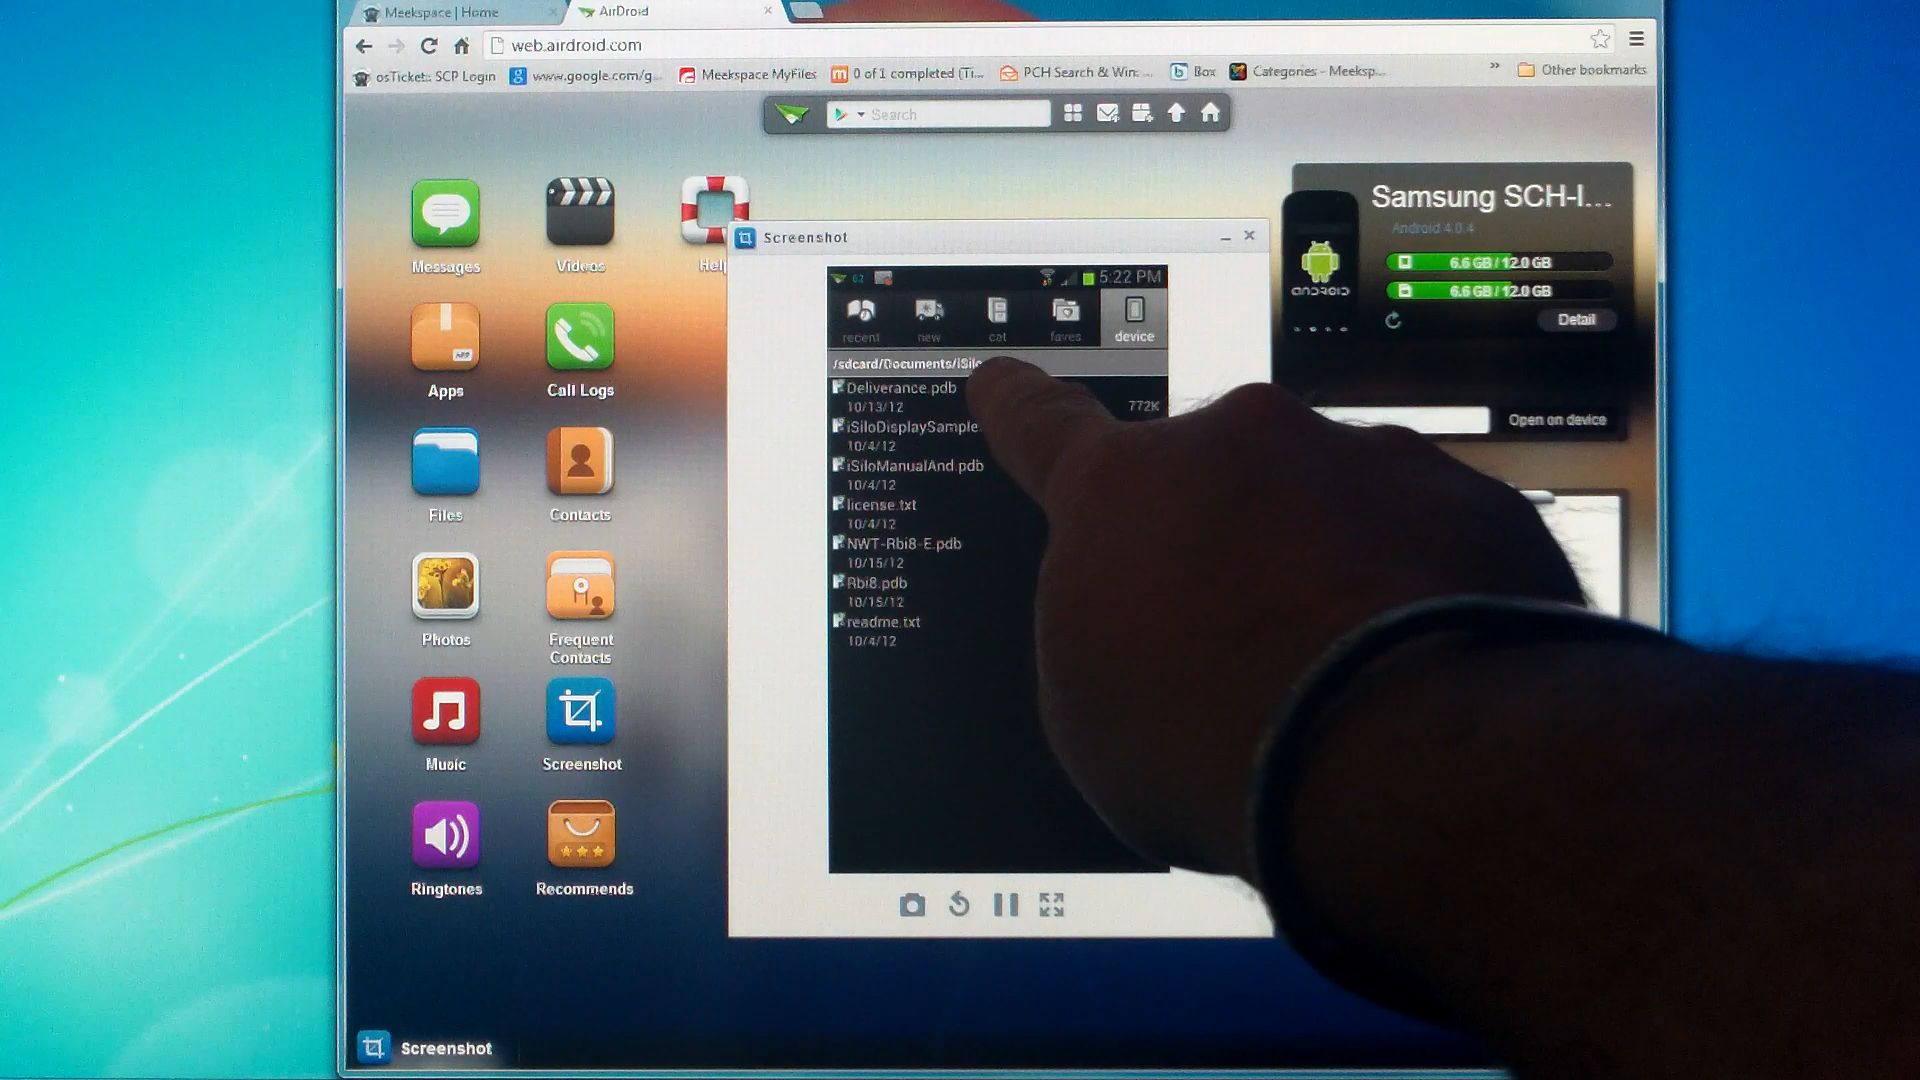 Meekspace | Home
AirDroid
web.airdroid.com
osTicket:: SCP Login
www.google.com/g...
Meekspace MyFiles
0 of 1 completed (Ti...
PCH Search & Win: ...
Box
Categories - Meeksp...
Other bookmarks
Search
Messages
Videos
Help
Apps
Call Logs
Files
Contacts
Photos
Frequent
Contacts
Music
Screenshot
Ringtones
Recommends
Screenshot
5:22 PM
recent
new
cat
faves
device
/sdcard/Documents/iSilo
Deliverance.pdb
10/13/12
772K
iSiloDisplaySample
10/4/12
iSiloManualAnd.pdb
10/4/12
license.txt
10/4/12
NWT-Rbi8-E.pdb
10/15/12
Rbi8.pdb
10/15/12
readme.txt
10/4/12
Samsung SCH-I...
Android 4.0.4
6.6 GB / 12.0 GB
6.6 GB / 12.0 GB
ANDROID
Detail
Open on device
Screenshot